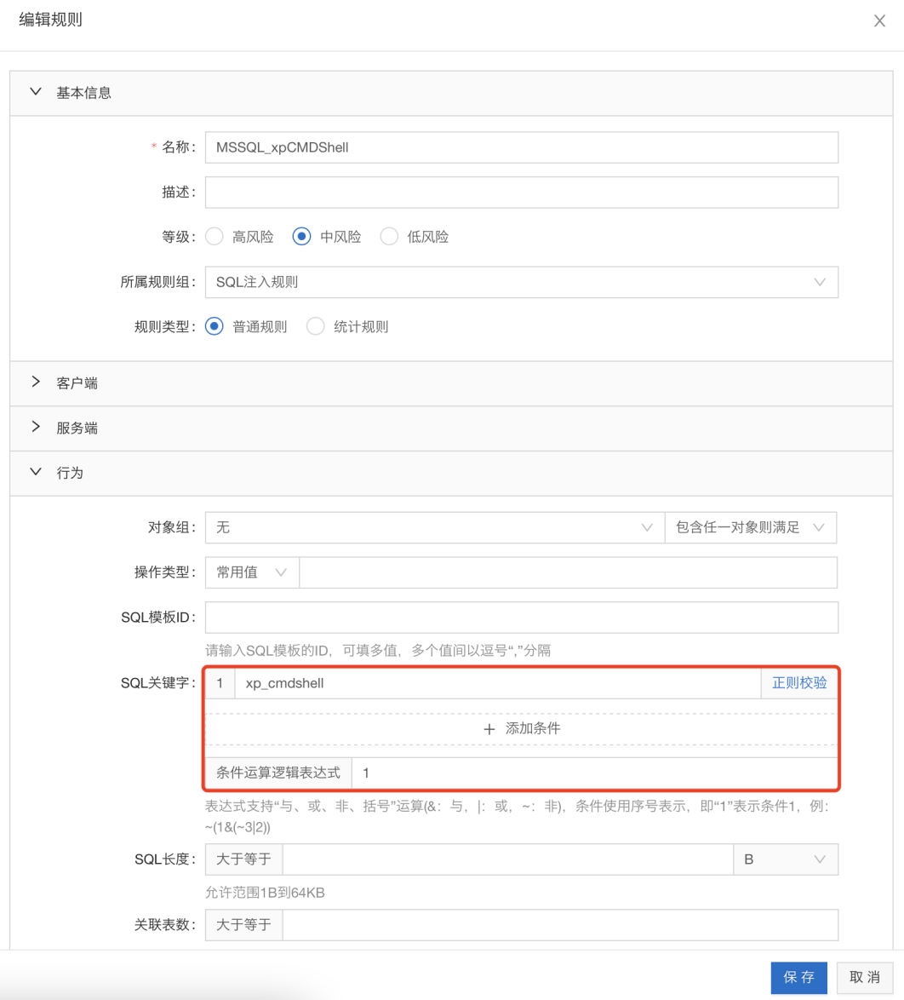 编辑规则
基本信息
* 名称: MSSQL_xpCMDShell
描述:
等级: 高风险 中风险 低风险
所属规则组: SQL注入规则
规则类型: 普通规则 统计规则
客户端
服务端
行为
对象组: 无 包含任一对象则满足
操作类型: 常用值
SQL模板ID:
请输入SQL模板的ID，可填多值，多个值间以逗号“,”分隔
SQL关键字: 1 xp_cmdshell 正则校验
+ 添加条件
条件运算逻辑表达式 1
表达式支持“与、或、非、括号”运算(&：与，|：或，~：非)，条件使用序号表示，即“1”表示条件1，例：
~(1&(~3|2))
SQL长度: 大于等于 B
允许范围1B到64KB
关联表数: 大于等于
保 存 取 消